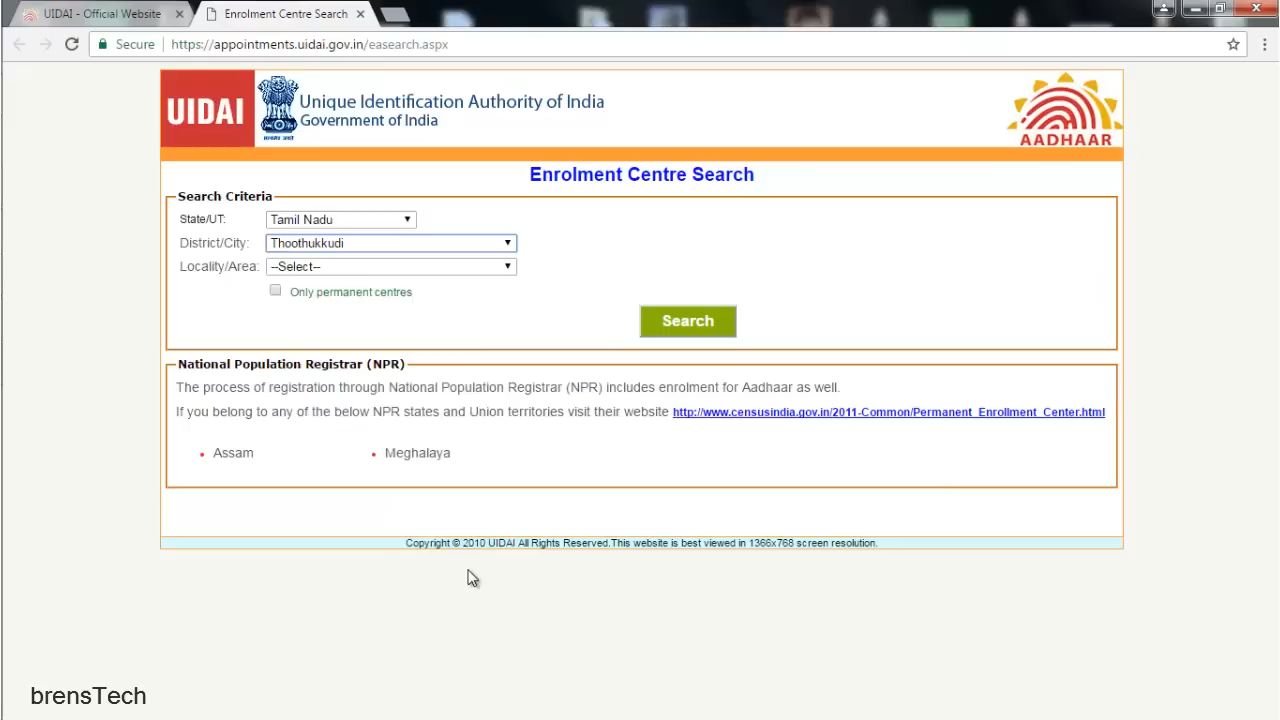 UIDAI - Official Website
Enrolment Centre Search
Secure
https://appointments.uidai.gov.in/easearch.aspx
UIDAI
Unique Identification Authority of India
Government of India
AADHAAR
Enrolment Centre Search
Search Criteria
State/UT: Tamil Nadu
District/City: Thoothukkudi
Locality/Area: --Select--
Only permanent centres
Search
National Population Registrar (NPR)
The process of registration through National Population Registrar (NPR) includes enrolment for Aadhaar as well.
If you belong to any of the below NPR states and Union territories visit their website http://www.censusindia.gov.in/2011-Common/Permanent_Enrollment_Center.html
Assam Meghalaya
Copyright © 2010 UIDAI All Rights Reserved.This website is best viewed in 1366x768 screen resolution.
brensTech